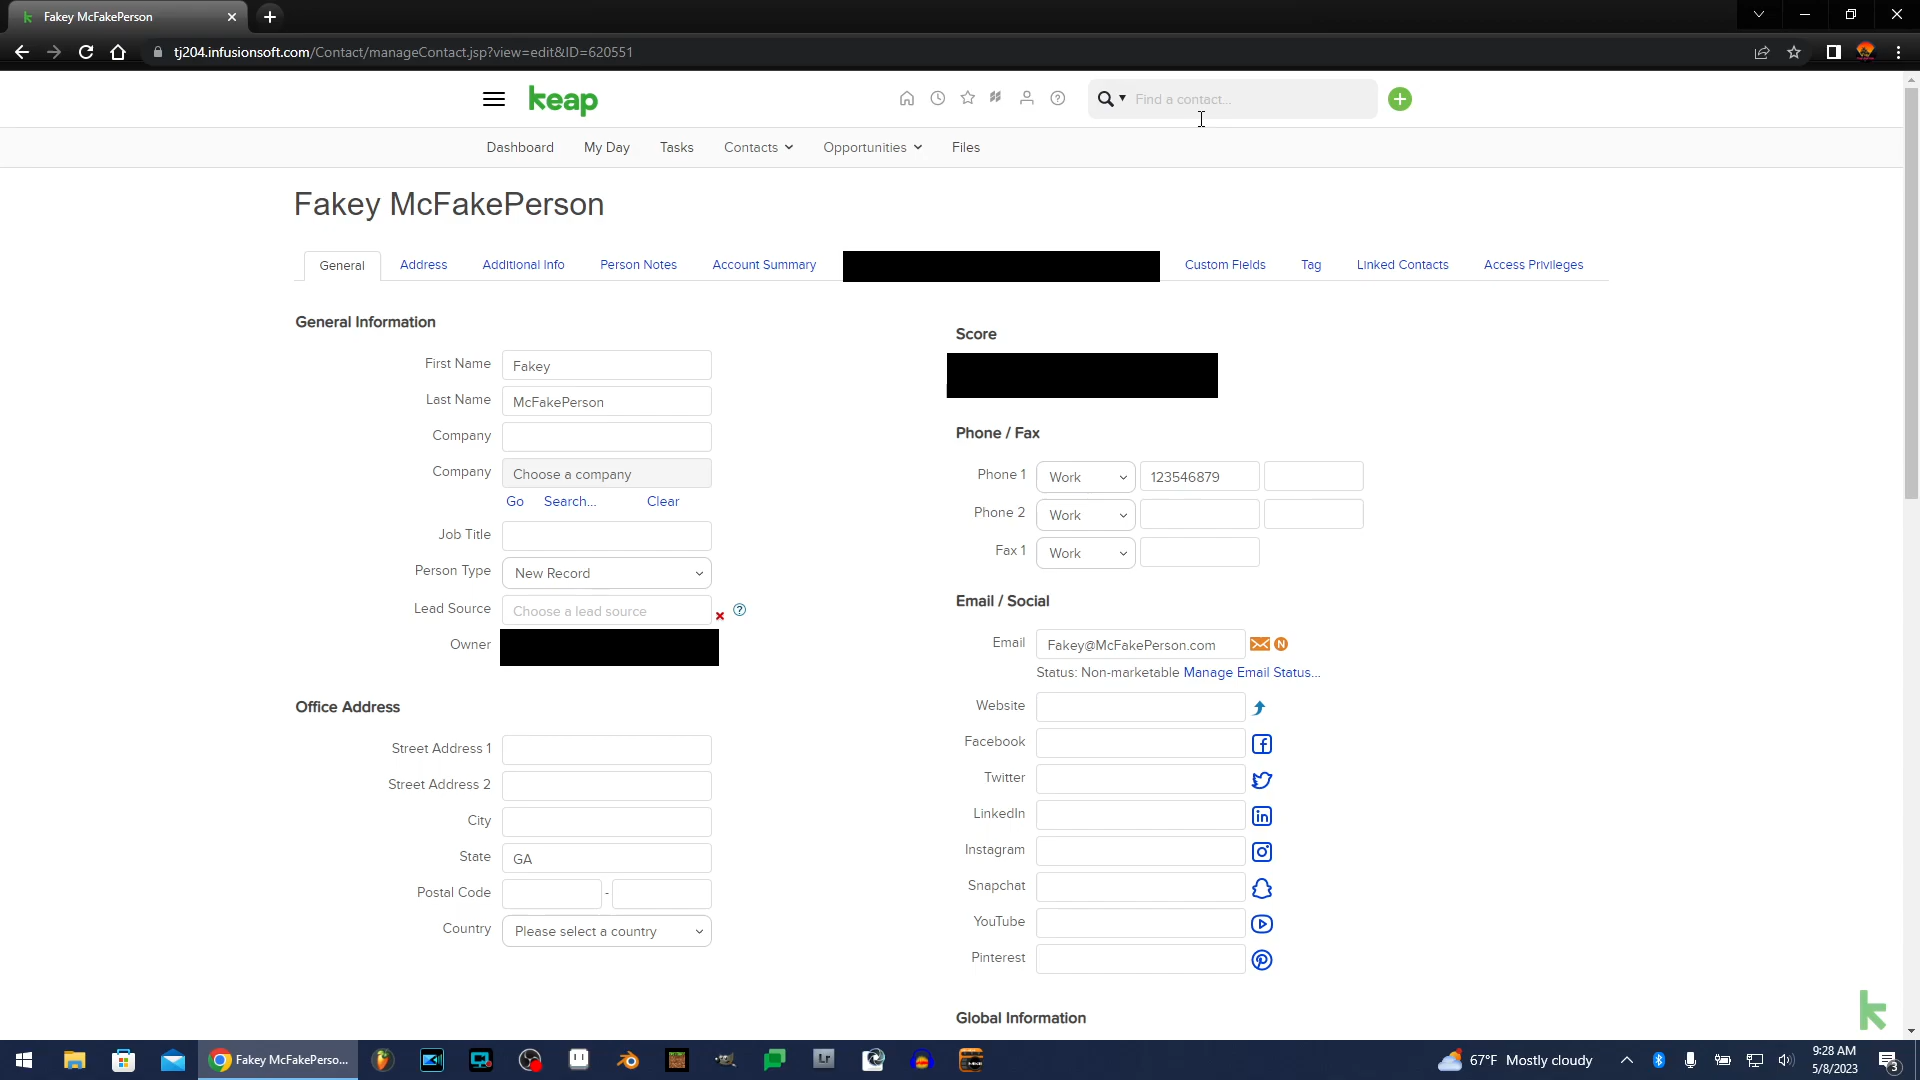 Fakey McFakePerson
tj204.infusionsoft.com/Contact/manageContact.jsp?view=edit&ID=620551
keap
Find a contact...
Dashboard My Day Tasks Contacts Opportunities Files
Fakey McFakePerson
General Address Additional Info Person Notes Account Summary Custom Fields Tag Linked Contacts Access Privileges
General Information
First Name Fakey
Last Name McFakePerson
Company
Company Choose a company
Go Search... Clear
Job Title
Person Type New Record
Lead Source Choose a lead source
Owner
Office Address
Street Address 1
Street Address 2
City
State GA
Postal Code -
Country Please select a country
Score
Phone / Fax
Phone 1 Work 123546879
Phone 2 Work
Fax 1 Work
Email / Social
Email Fakey@McFakePerson.com N
Status: Non-marketable Manage Email Status...
Website
Facebook
Twitter
LinkedIn
Instagram
Snapchat
YouTube
Pinterest
Global Information
Fakey McFakePerso...
Lr
67°F Mostly cloudy
9:28 AM
5/8/2023
3